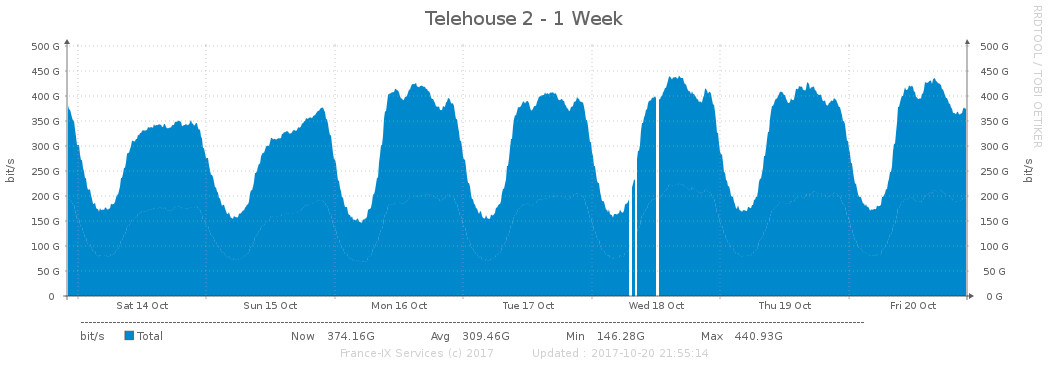 Telehouse 2 - 1 Week
RRDTOOL / TOBI OETIKER
500 G 500 G
450 G 450 G
400 G 400 G
350 G 350 G
300 G 300 G
250 G 250 G
200 G 200 G
150 G 150 G
100 G 100 G
50 G 50 G
0 0 G
bit/s bit/s
Sat 14 Oct Sun 15 Oct Mon 16 Oct Tue 17 Oct Wed 18 Oct Thu 19 Oct Fri 20 Oct
bit/s Total Now 374.16G Avg 309.46G Min 146.28G Max 440.93G
France-IX Services (c) 2017 Updated : 2017-10-20 21:55:14